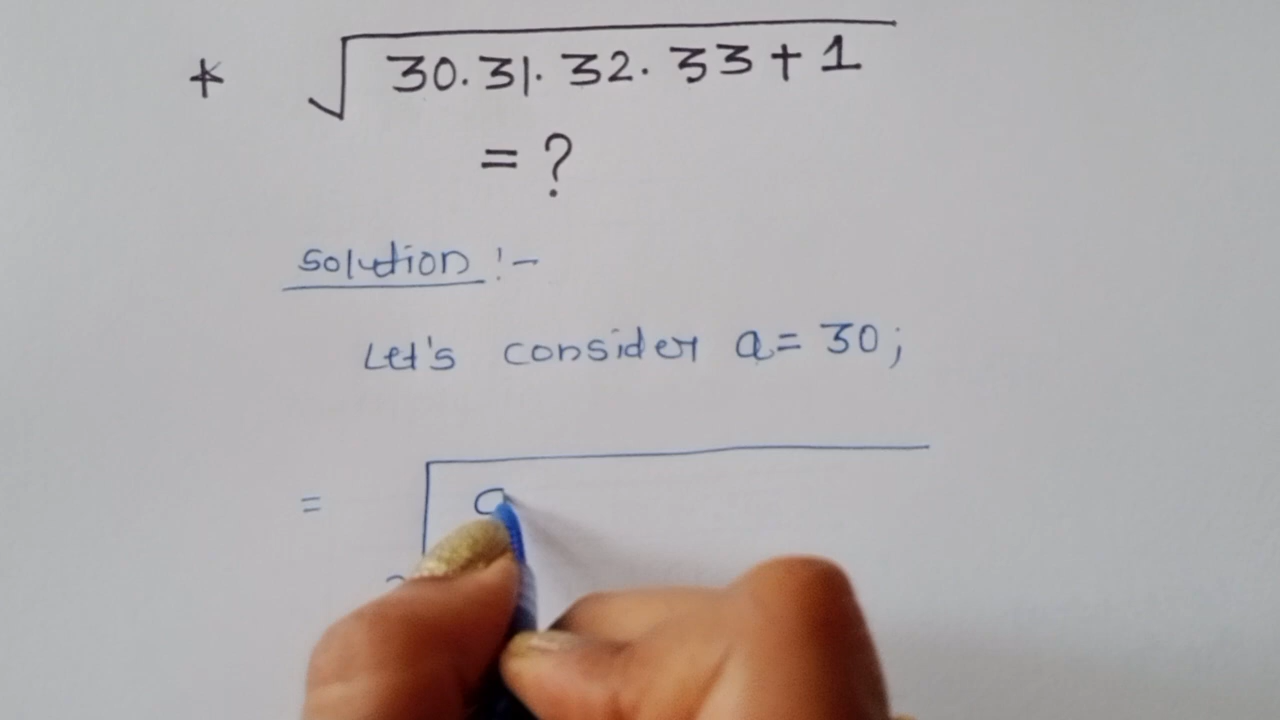 * √30.31.32.33+1
= ?
Solution :-
Let's consider a = 30;
= √a